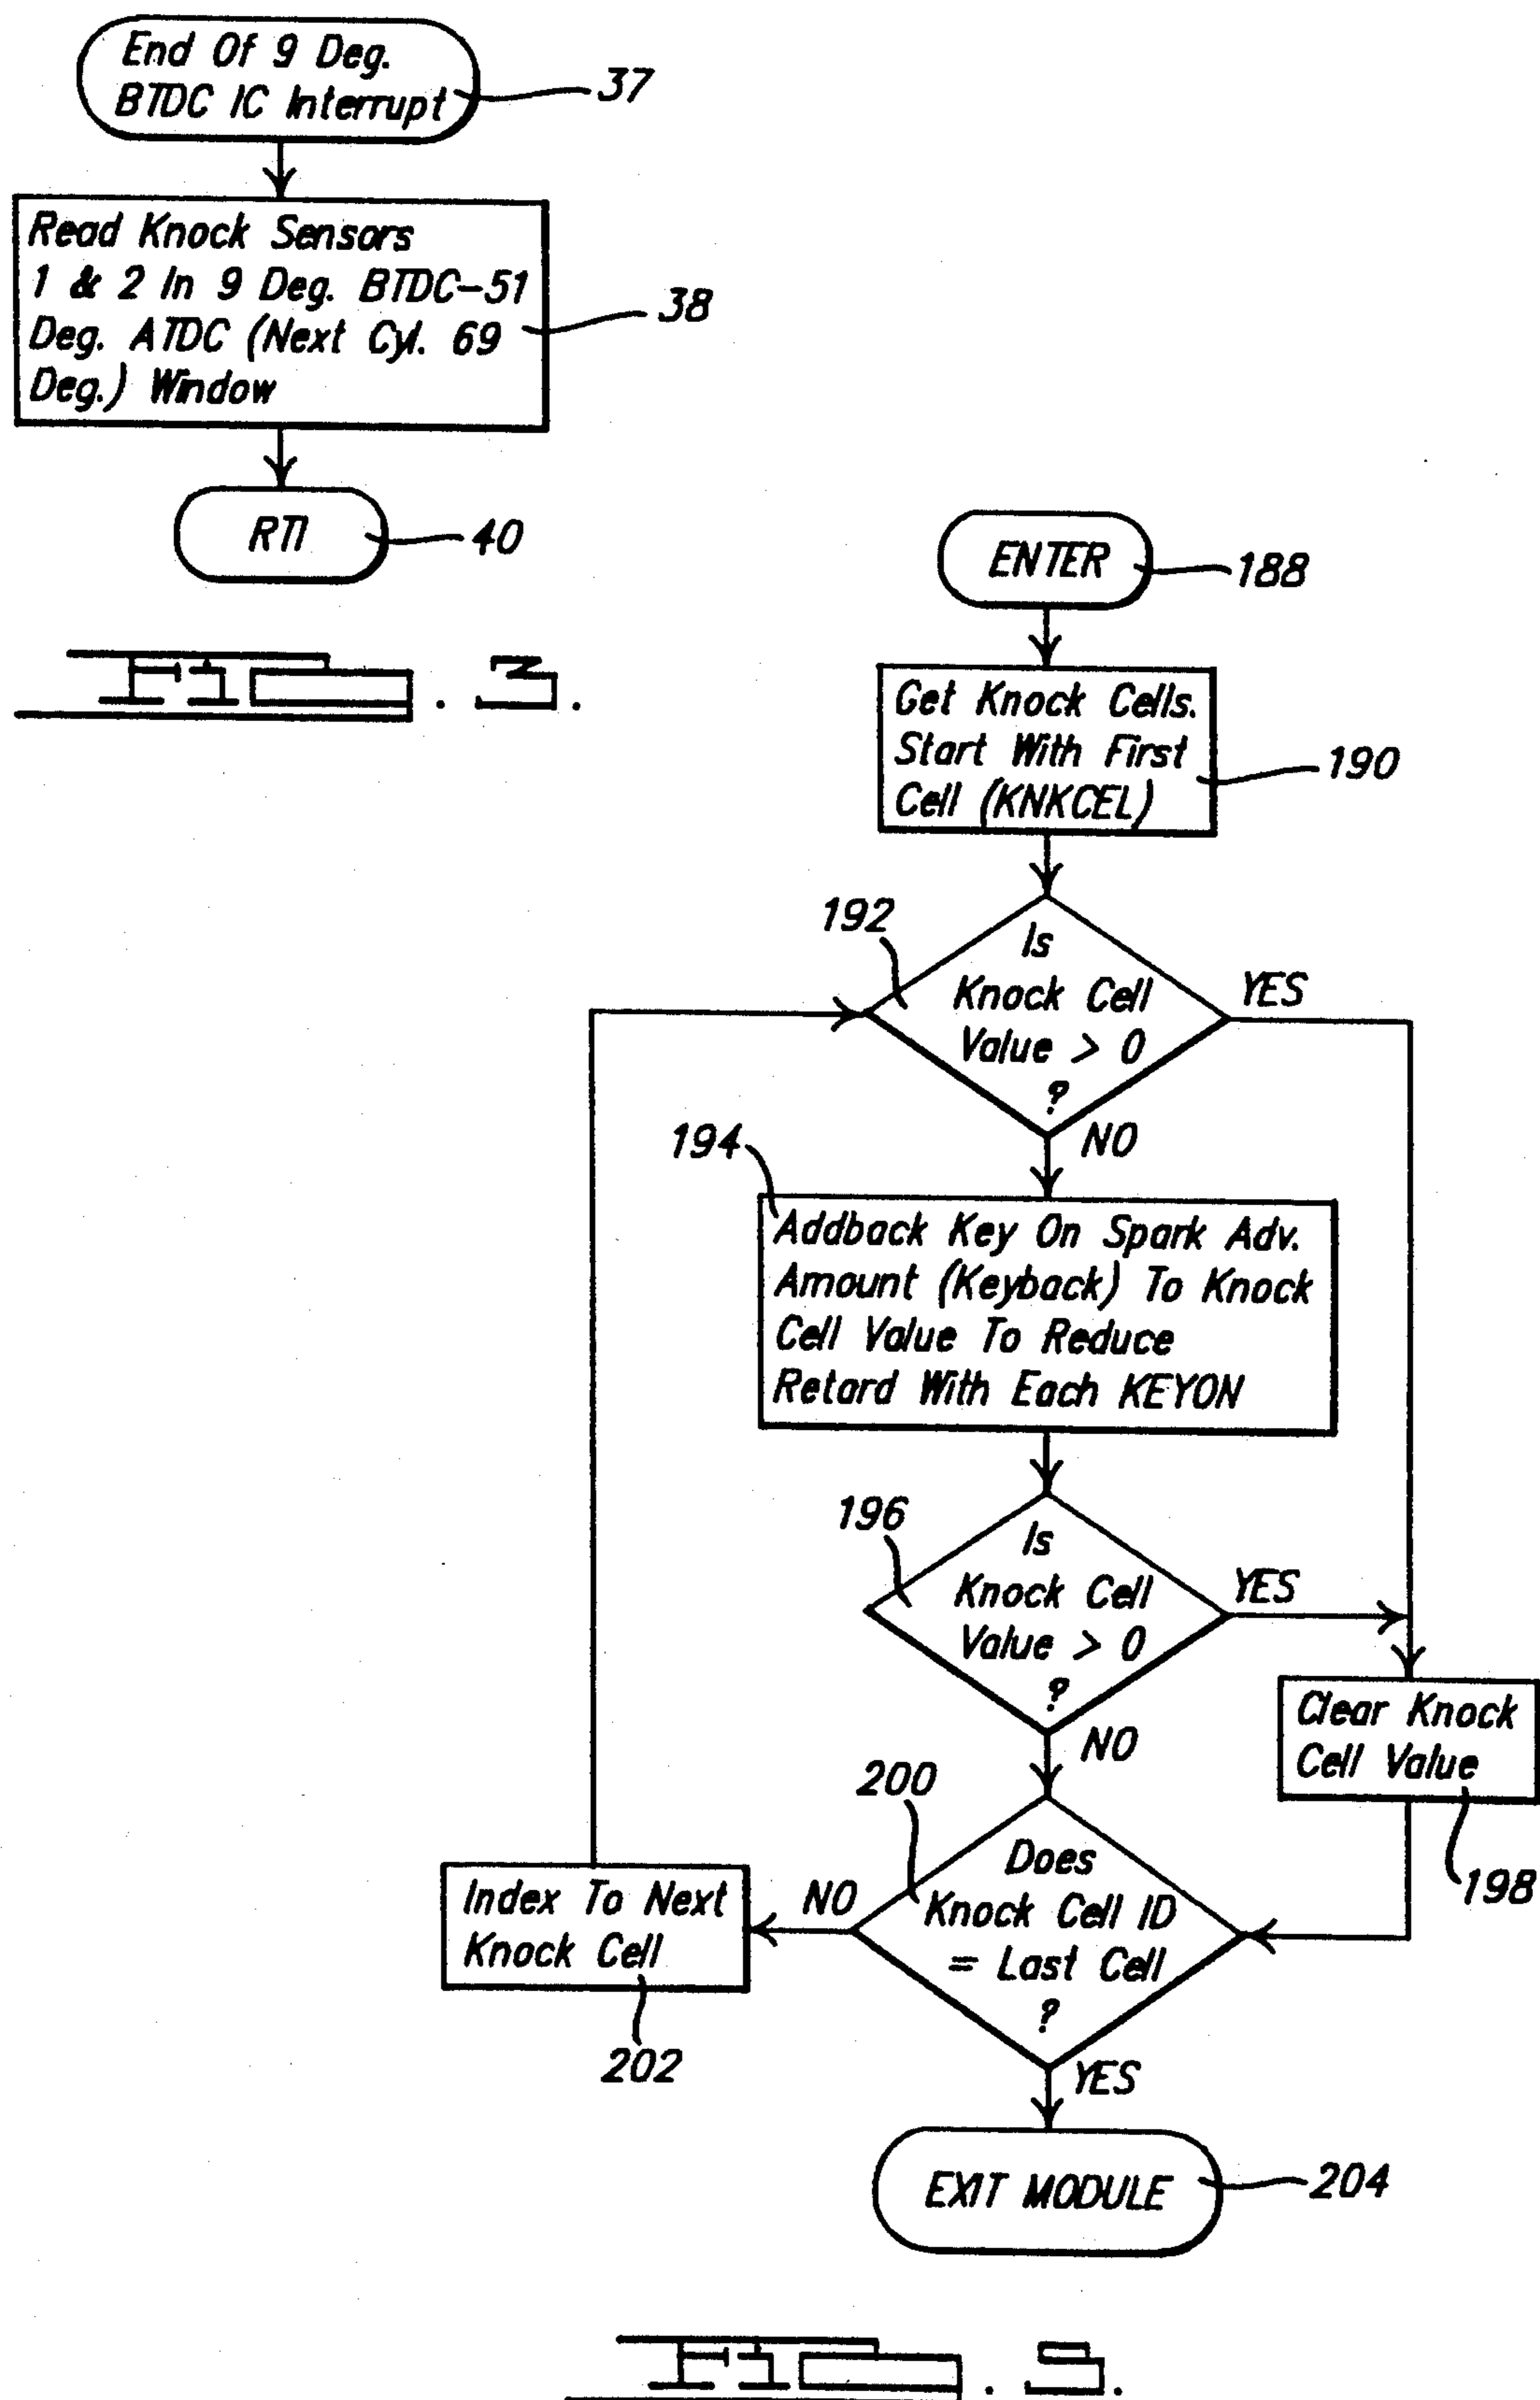 End Of 9 Deg.
BTDC IC Interrupt
37
Read Knock Sensors
1 & 2 In 9 Deg. BTDC-51
Deg. ATDC (Next Cyl. 69
Deg.) Window
38
RTI
40
Fig. 3.
ENTER
188
Get Knock Cells.
Start With First
Cell (KNKCEL)
190
192
Is
Knock Cell
Value > 0
?
YES
NO
194
Addback Key On Spark Adv.
Amount (Keyback) To Knock
Cell Value To Reduce
Retard With Each KEYON
196
Is
Knock Cell
Value > 0
?
YES
NO
Clear Knock
Cell Value
198
200
Does
Knock Cell ID
= Last Cell
?
NO
YES
Index To Next
Knock Cell
202
EXIT MODULE
204
Fig.